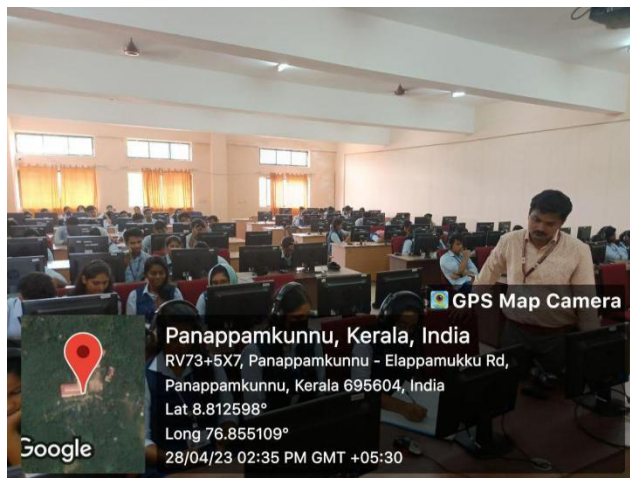 GPS Map Camera
Panappamkunnu, Kerala, India
RV73+5X7, Panappamkunnu - Elappamukku Rd,
Panappamkunnu, Kerala 695604, India
Lat 8.812598°
Long 76.855109°
28/04/23 02:35 PM GMT +05:30
Google